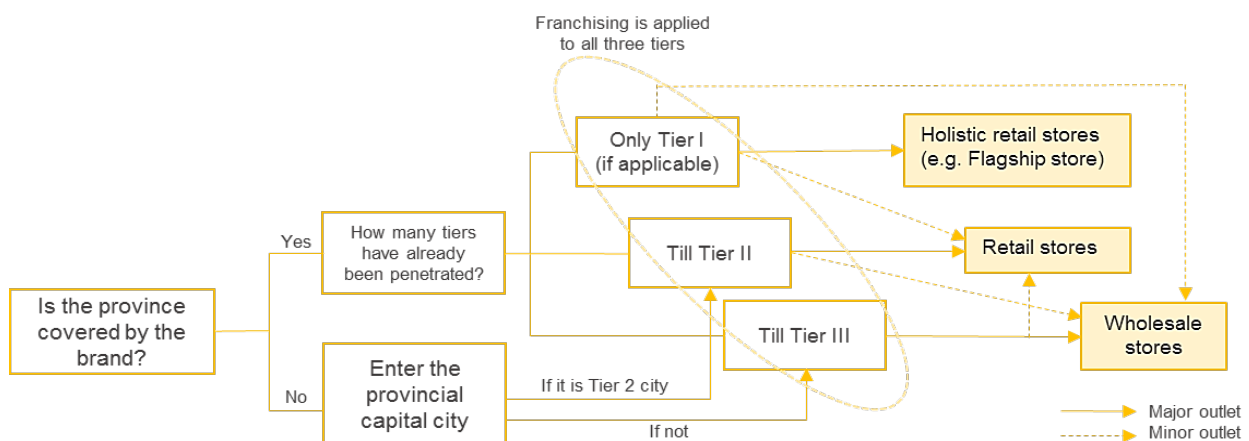 Franchising is applied
to all three tiers
Only Tier I
(if applicable)
Holistic retail stores
(e.g. Flagship store)
Yes
How many tiers
have already
been penetrated?
Till Tier II
Retail stores
Is the province
covered by the
brand?
Till Tier III
Wholesale
stores
No
Enter the
provincial
capital city
If it is Tier 2 city
If not
Major outlet
Minor outlet